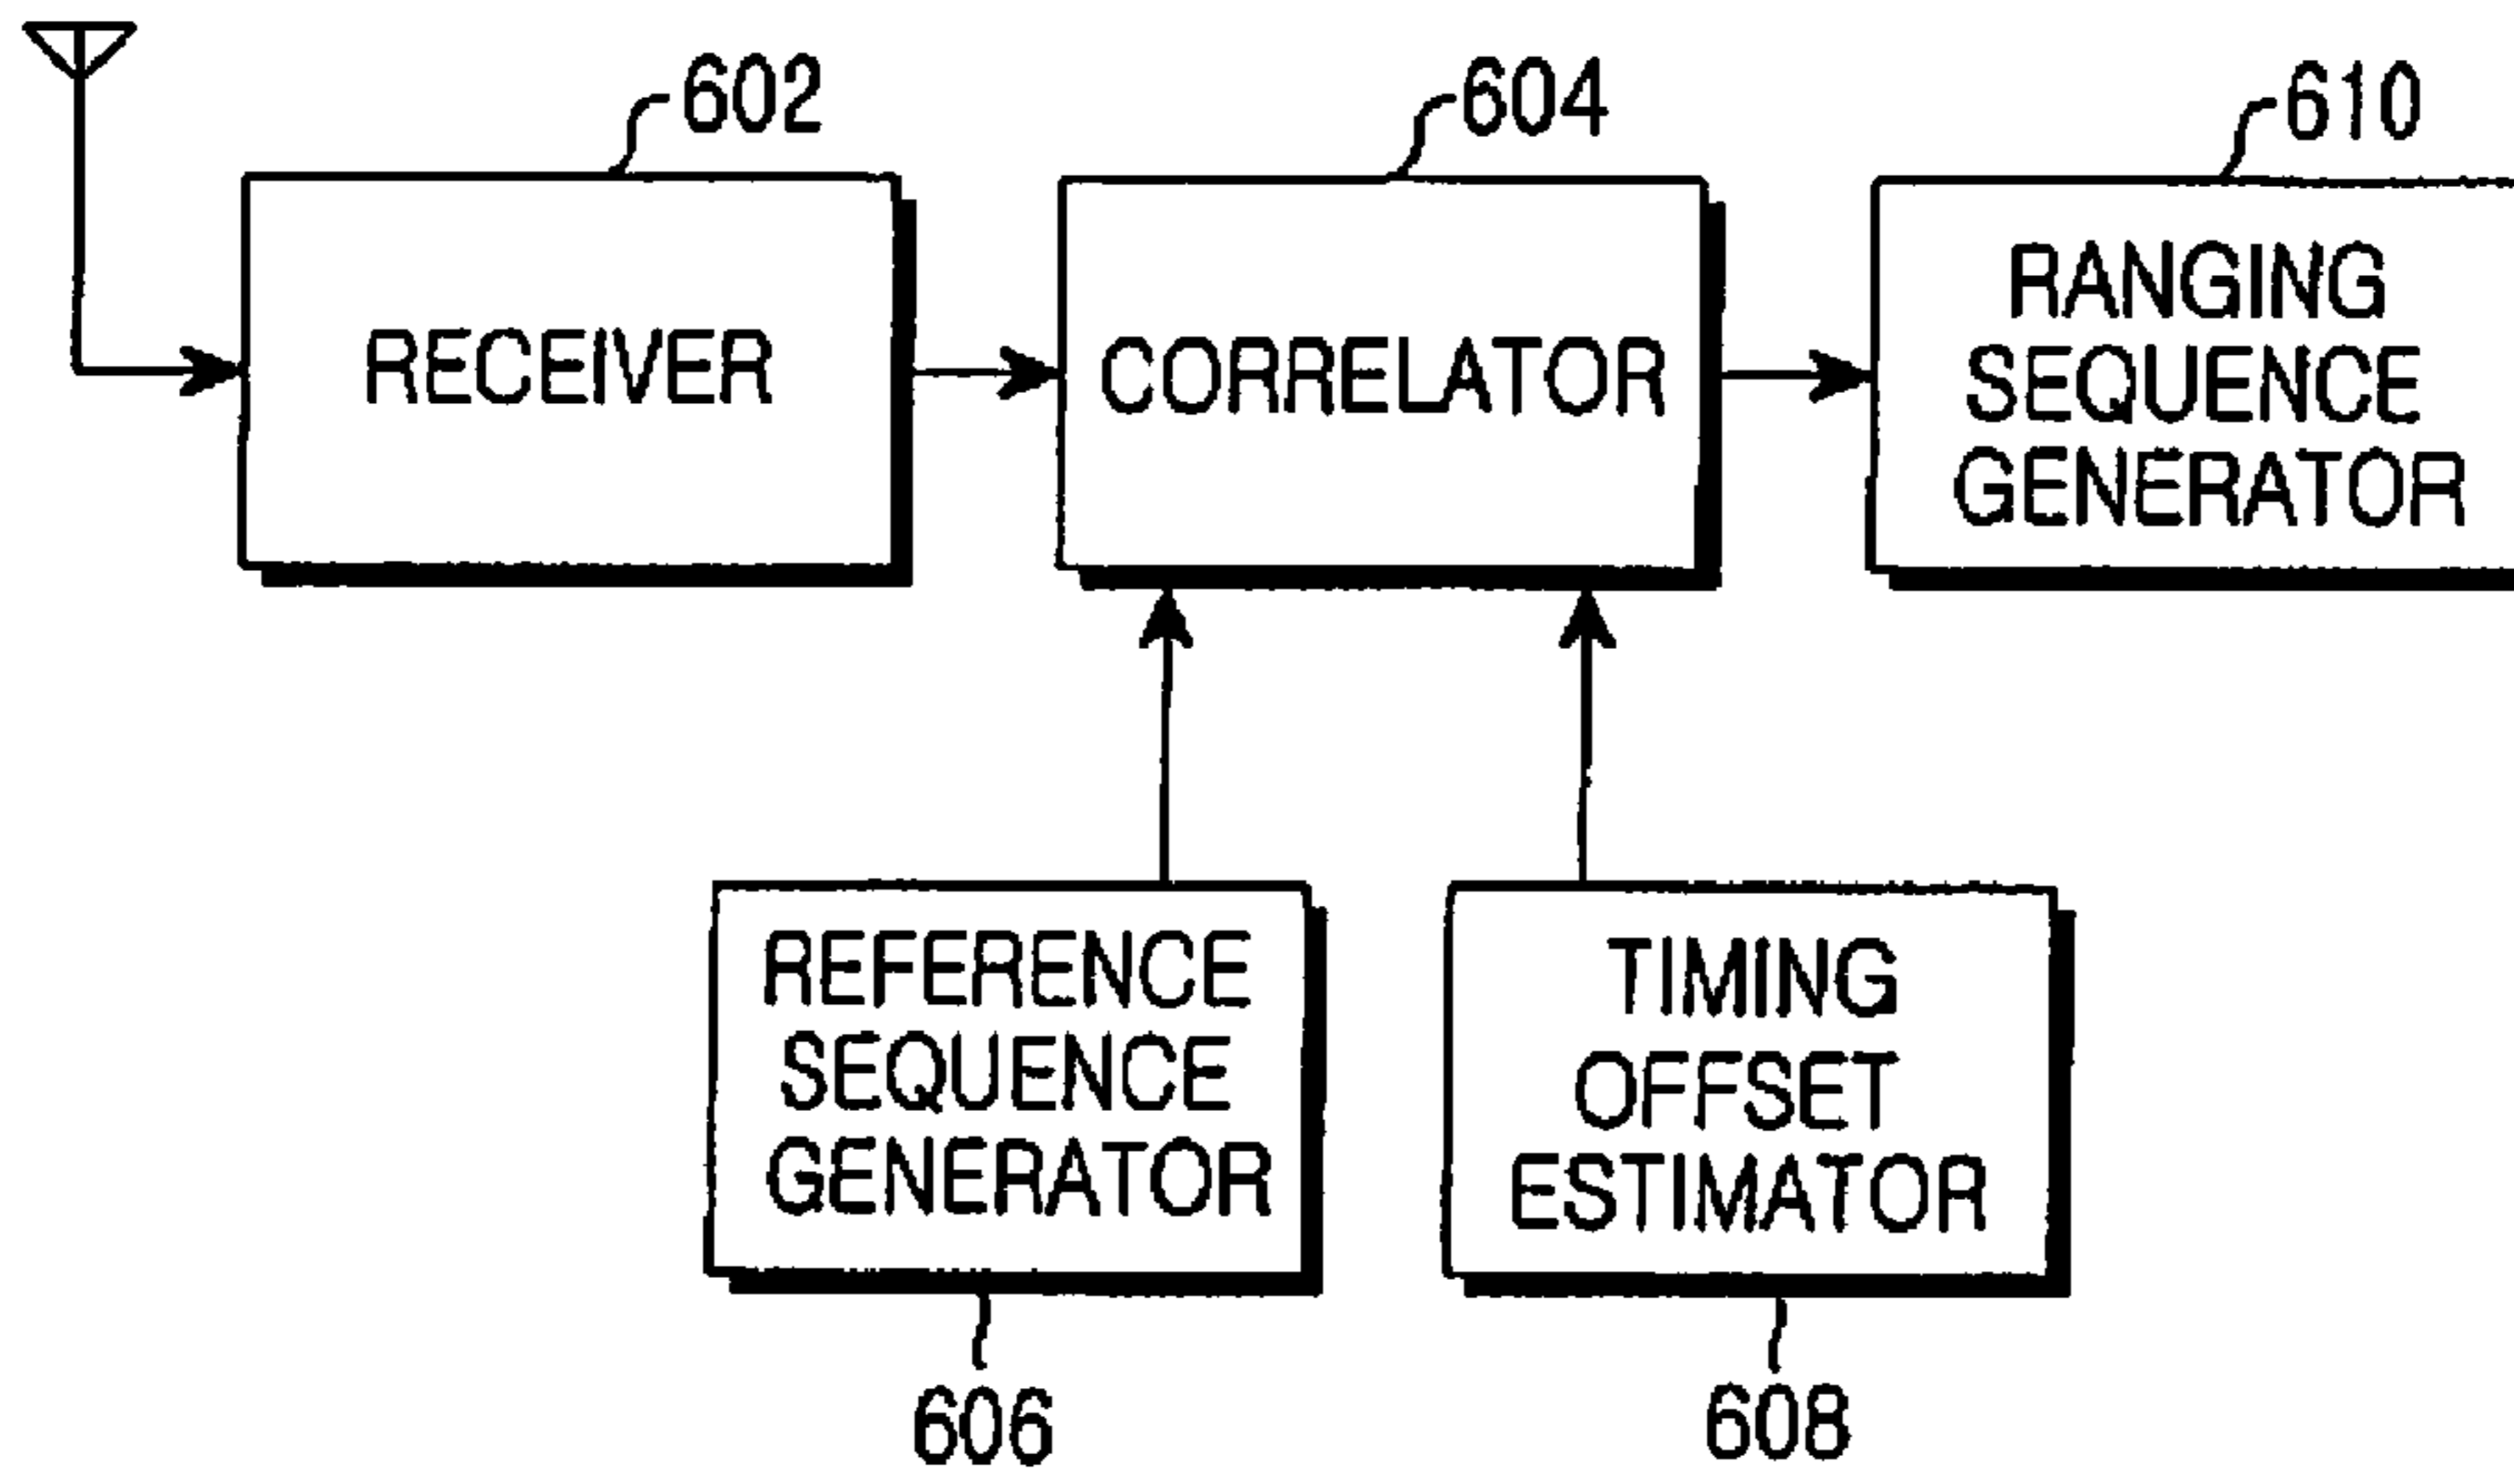 602
604
610
RECEIVER
CORRELATOR
RANGING
SEQUENCE
GENERATOR
REFERENCE
SEQUENCE
GENERATOR
TIMING
OFFSET
ESTIMATOR
606
608